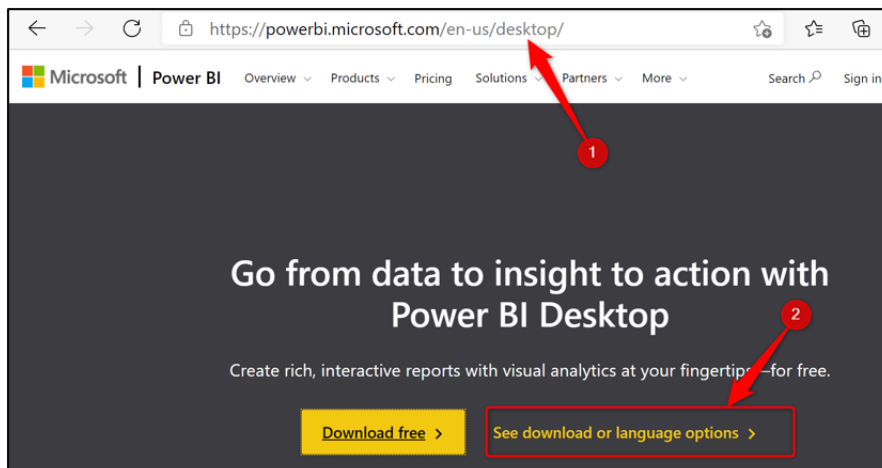 https://powerbi.microsoft.com/en-us/desktop/
Microsoft | Power BI Overview Products Pricing Solutions Partners More Search Sign in
1
Go from data to insight to action with
Power BI Desktop
2
Create rich, interactive reports with visual analytics at your fingertips—for free.
Download free > See download or language options >